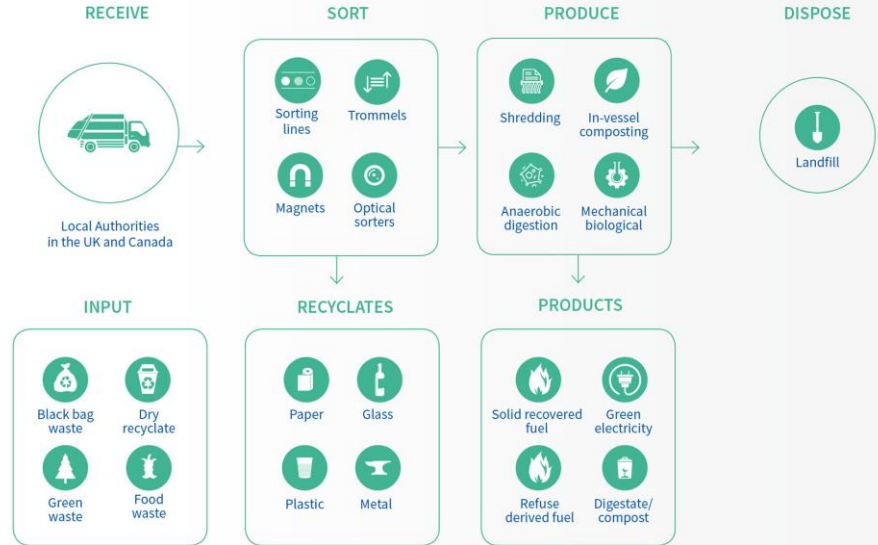 RECEIVE
SORT
PRODUCE
DISPOSE
Local Authorities
in the UK and Canada
Sorting
lines
Trommels
Magnets
Optical
sorters
Shredding
In-vessel
composting
Anaerobic
digestion
Mechanical
biological
Landfill
INPUT
RECYCLATES
PRODUCTS
Black bag
waste
Dry
recyclate
Green
waste
Food
waste
Paper
Glass
Plastic
Metal
Solid recovered
fuel
Green
electricity
Refuse
derived fuel
Digestate/
compost